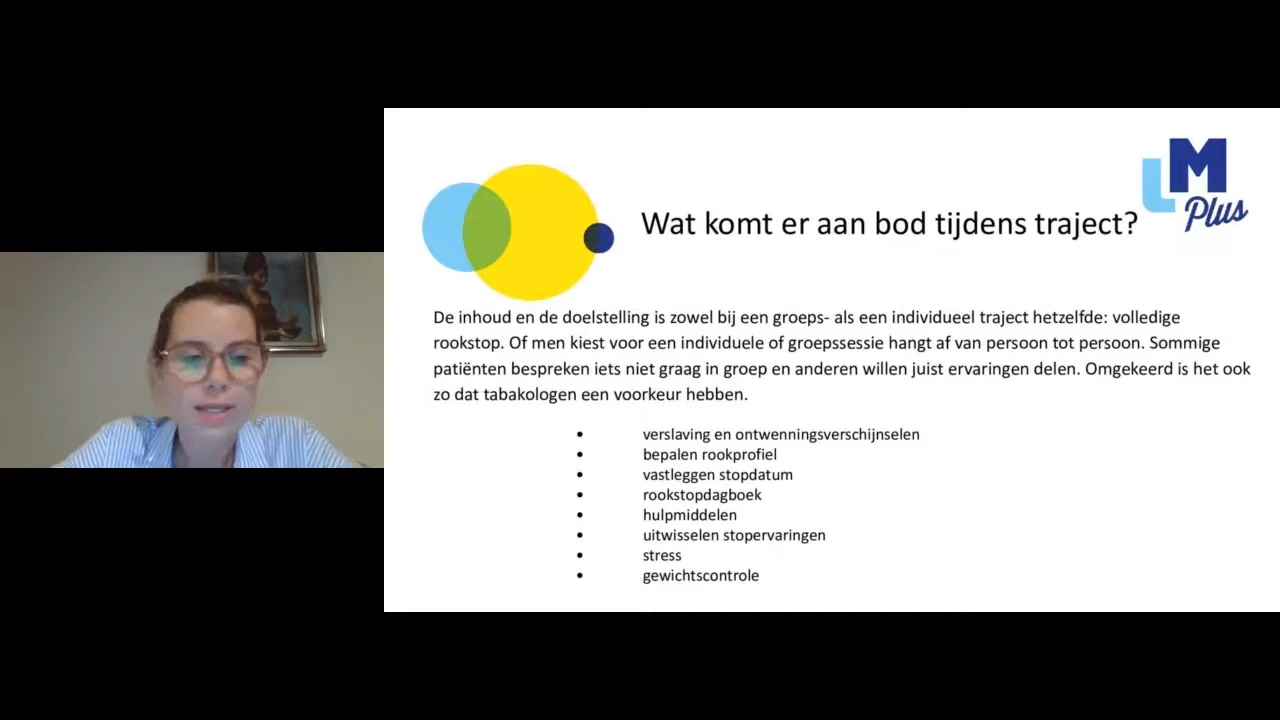 LM
Plus
Wat komt er aan bod tijdens traject?
De inhoud en de doelstelling is zowel bij een groeps- als een individueel traject hetzelfde: volledige
rookstop. Of men kiest voor een individuele of groepssessie hangt af van persoon tot persoon. Sommige
patiënten bespreken iets niet graag in groep en anderen willen juist ervaringen delen. Omgekeerd is het ook
zo dat tabakologen een voorkeur hebben.
• verslaving en ontwenningsverschijnselen
• bepalen rookprofiel
• vastleggen stopdatum
• rookstopdagboek
• hulpmiddelen
• uitwisselen stopervaringen
• stress
• gewichtscontrole